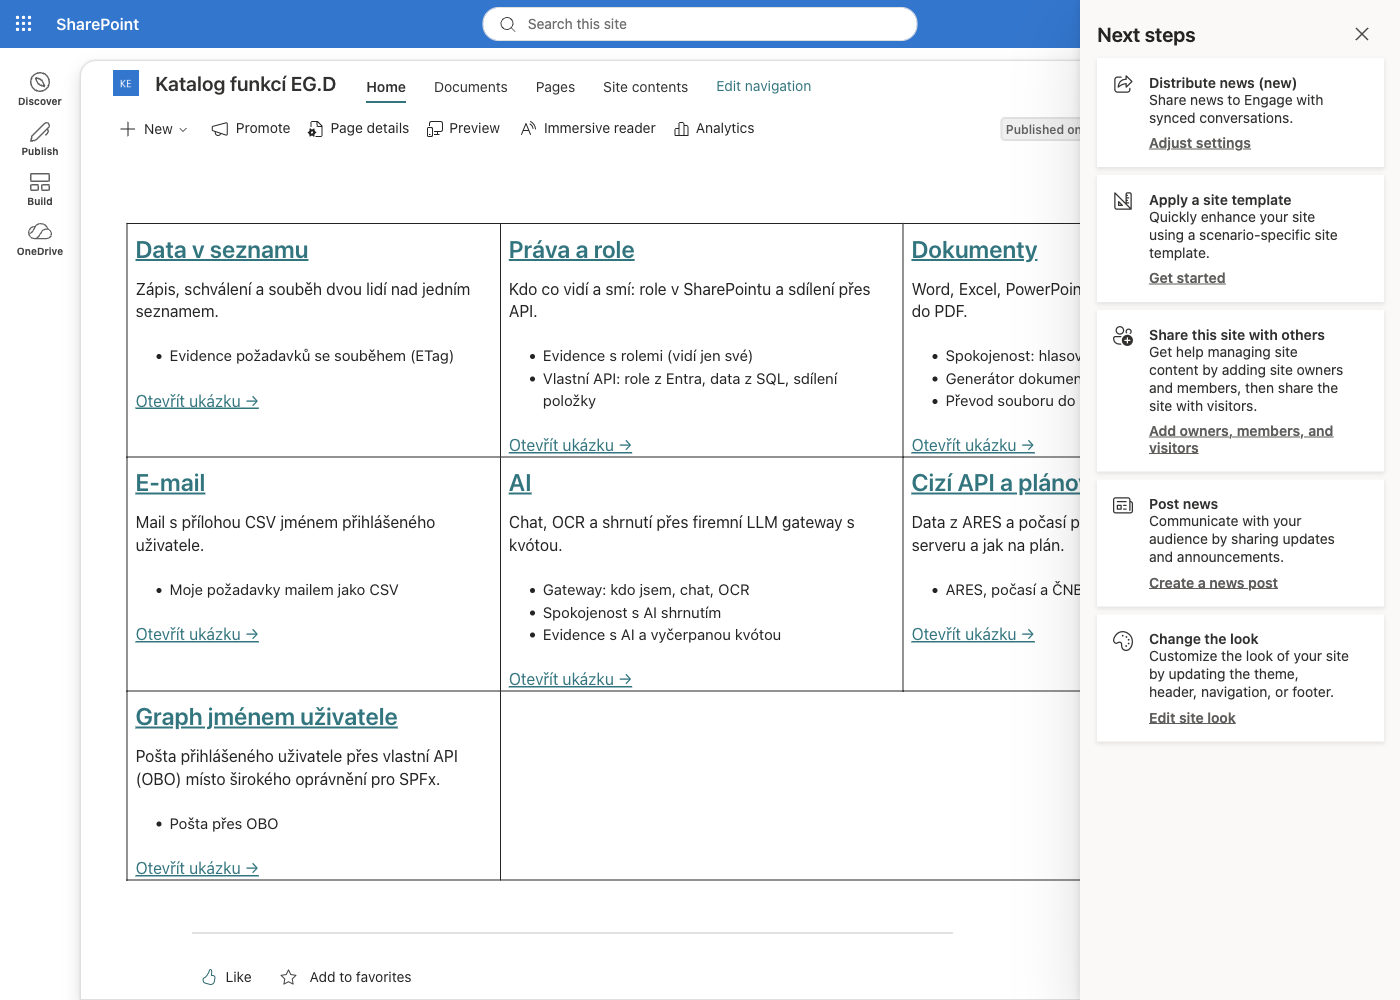 SharePoint
Search this site
Discover
Publish
Build
OneDrive
KE
Katalog funkcí EG.D
Home
Documents
Pages
Site contents
Edit navigation
New
Promote
Page details
Preview
Immersive reader
Analytics
Published on
Data v seznamu
Zápis, schválení a souběh dvou lidí nad jedním
seznamem.
• Evidence požadavků se souběhem (ETag)
Otevřít ukázku →
Práva a role
Kdo co vidí a smí: role v SharePointu a sdílení přes
API.
• Evidence s rolemi (vidí jen své)
• Vlastní API: role z Entra, data z SQL, sdílení
položky
Otevřít ukázku →
Dokumenty
Word, Excel, PowerPoin
do PDF.
• Spokojenost: hlasov
• Generátor dokumen
• Převod souboru do
Otevřít ukázku →
E-mail
Mail s přílohou CSV jménem přihlášeného
uživatele.
• Moje požadavky mailem jako CSV
Otevřít ukázku →
AI
Chat, OCR a shrnutí přes firemní LLM gateway s
kvótou.
• Gateway: kdo jsem, chat, OCR
• Spokojenost s AI shrnutím
• Evidence s AI a vyčerpanou kvótou
Otevřít ukázku →
Cizí API a pláno
Data z ARES a počasí p
serveru a jak na plán.
• ARES, počasí a ČNB
Otevřít ukázku →
Graph jménem uživatele
Pošta přihlášeného uživatele přes vlastní API
(OBO) místo širokého oprávnění pro SPFx.
• Pošta přes OBO
Otevřít ukázku →
Like
Add to favorites
Next steps
Distribute news (new)
Share news to Engage with
synced conversations.
Adjust settings
Apply a site template
Quickly enhance your site
using a scenario-specific site
template.
Get started
Share this site with others
Get help managing site
content by adding site owners
and members, then share the
site with visitors.
Add owners, members, and
visitors
Post news
Communicate with your
audience by sharing updates
and announcements.
Create a news post
Change the look
Customize the look of your site
by updating the theme,
header, navigation, or footer.
Edit site look